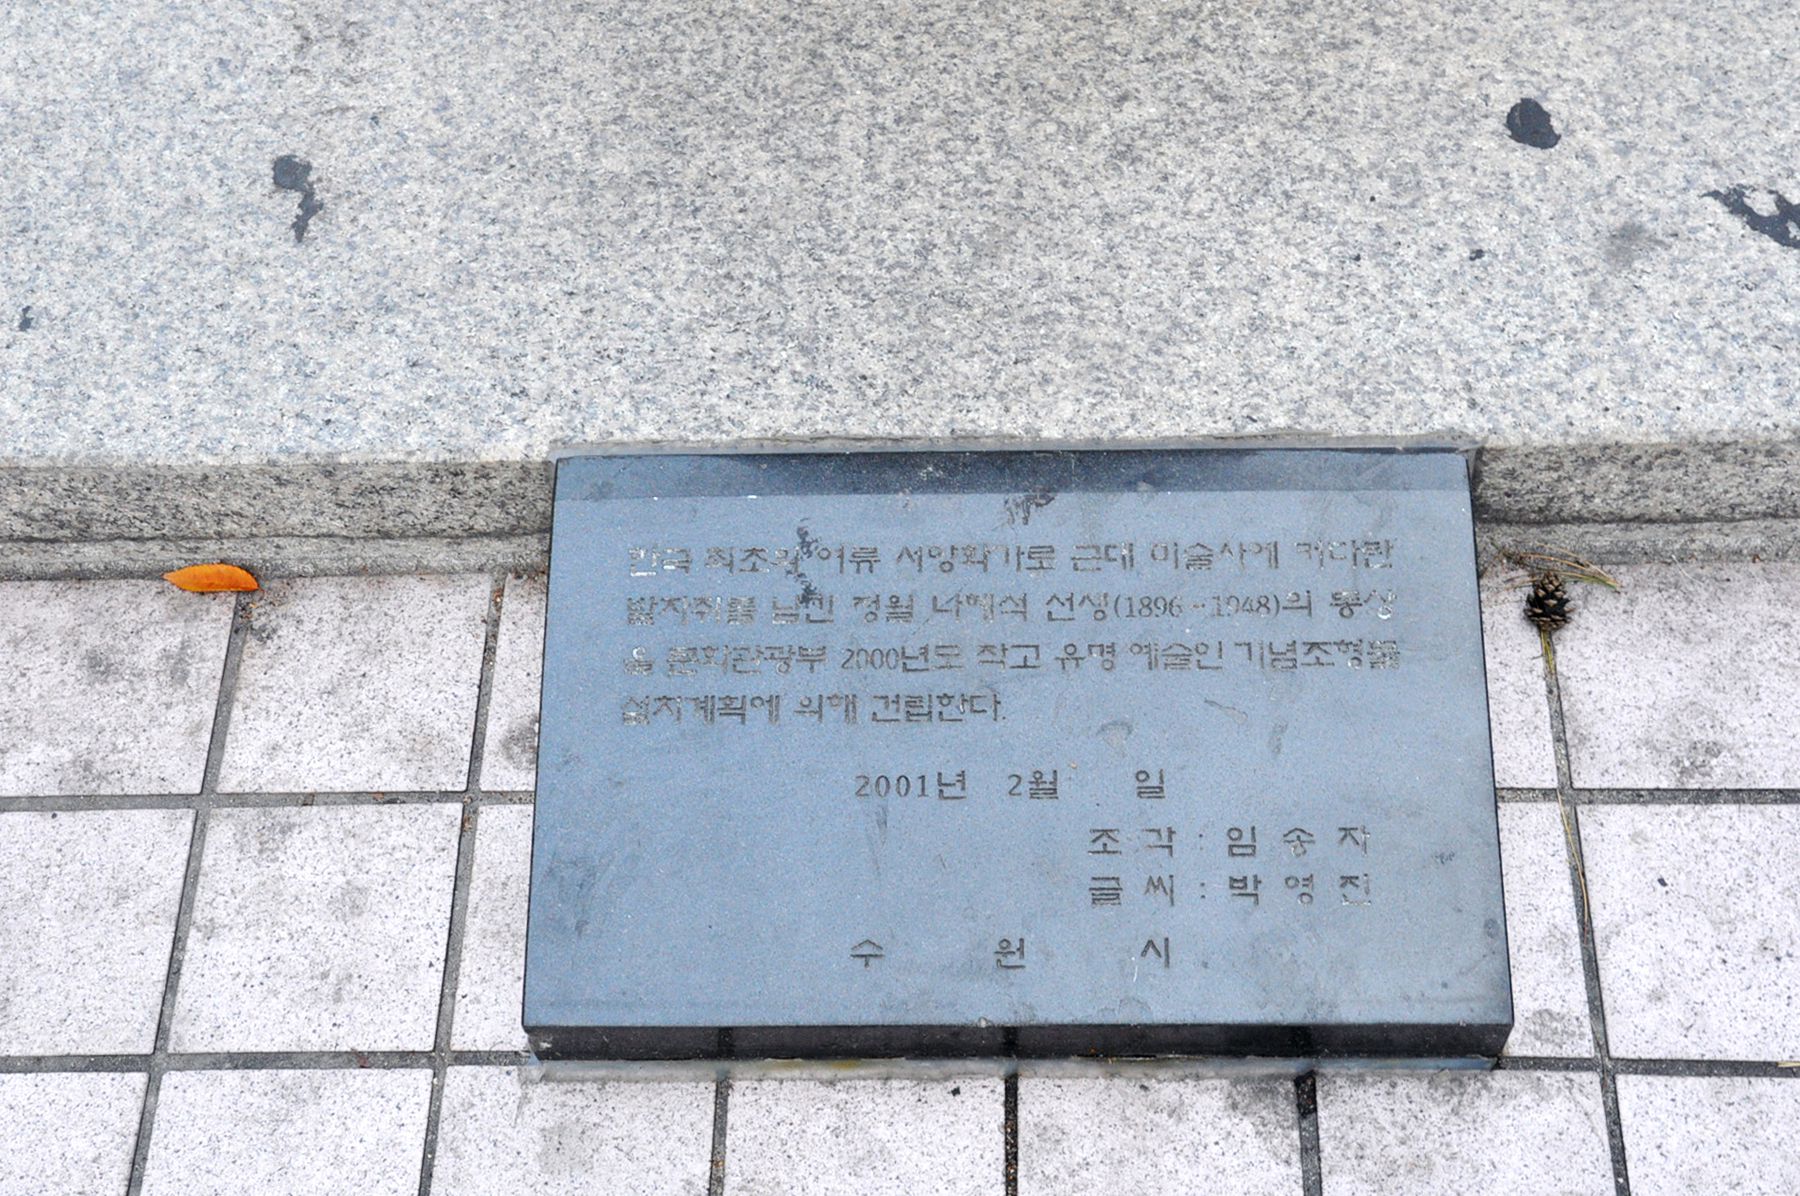 한국 최초의 여류 서양화가로 근대 미술사에 커다란
발자취를 남긴 정월 나혜석 선생(1896~1948)의 동상
을 문화관광부 2000년도 작고 유명 예술인 기념조형물
설치계획에 의해 건립한다.
2001년 2월 일
조 각 : 임 송 자
글 씨 : 박 영 진
수 원 시